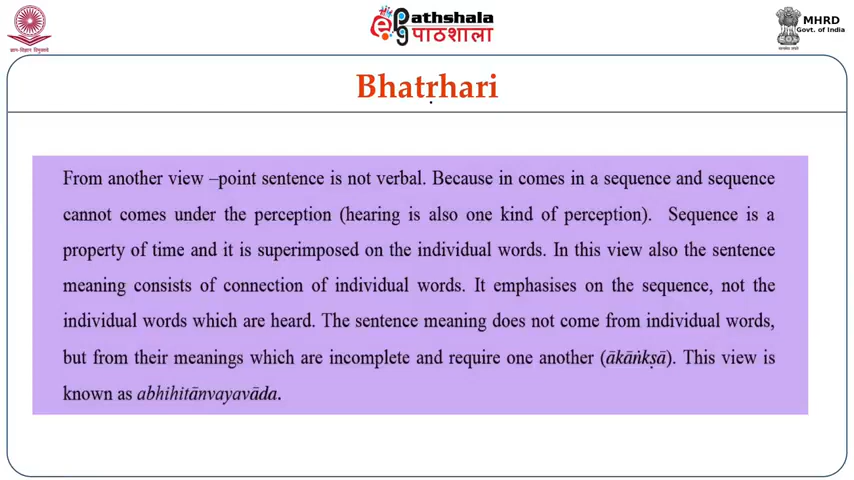 ePathshala
पाठशाला
MHRD
Govt. of India
Bhatṛhari
From another view –point sentence is not verbal. Because in comes in a sequence and sequence
cannot comes under the perception (hearing is also one kind of perception). Sequence is a
property of time and it is superimposed on the individual words. In this view also the sentence
meaning consists of connection of individual words. It emphasises on the sequence, not the
individual words which are heard. The sentence meaning does not come from individual words,
but from their meanings which are incomplete and require one another (ākāṅkṣā). This view is
known as abhihitānvayavāda.